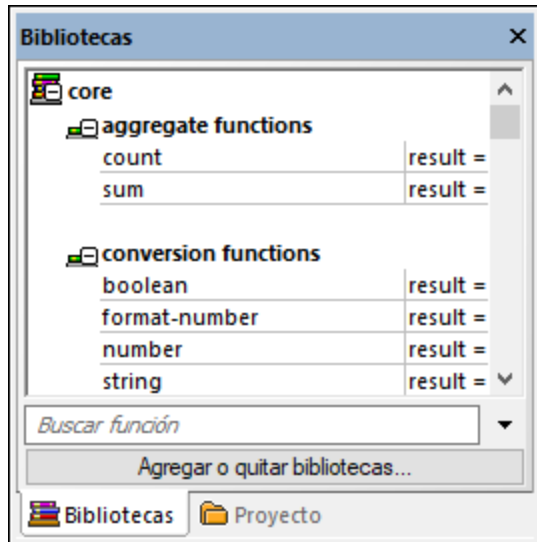 Bibliotecas
core
aggregate functions
count result =
sum result =
conversion functions
boolean result =
format-number result =
number result =
string result =
Buscar función
Agregar o quitar bibliotecas...
Bibliotecas Proyecto